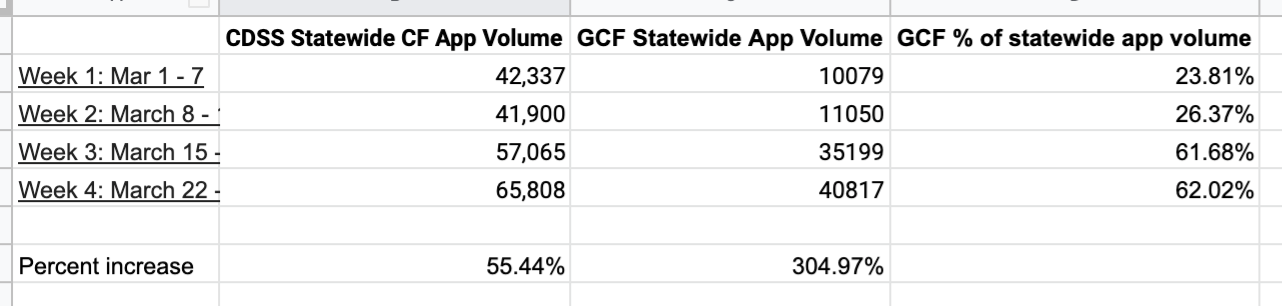 CDSS Statewide CF App Volume GCF Statewide App Volume GCF % of statewide app volume
Week 1: Mar 1 - 7 42,337 10079 23.81%
Week 2: March 8 - 41,900 11050 26.37%
Week 3: March 15 - 57,065 35199 61.68%
Week 4: March 22 - 65,808 40817 62.02%
Percent increase 55.44% 304.97%